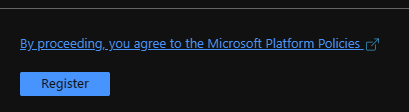 By proceeding, you agree to the Microsoft Platform Policies
Register